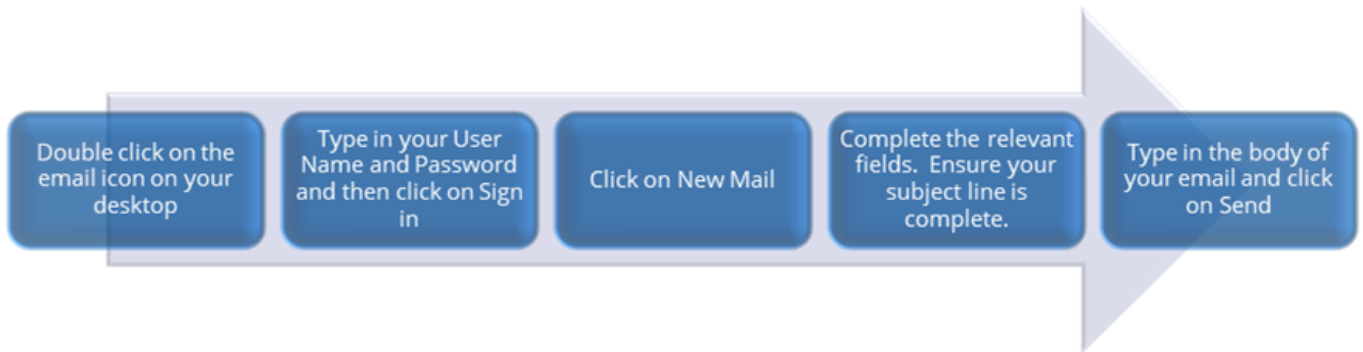 Double click on the
email icon on your
desktop
Type in your User
Name and Password
and then click on Sign
in
Click on New Mail
Complete the relevant
fields.  Ensure your
subject line is
complete.
Type in the body of
your email and click
on Send